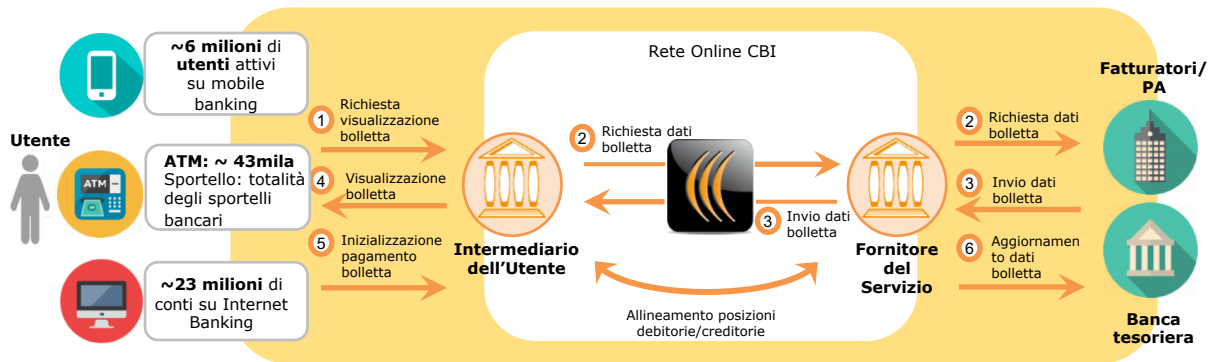 ~6 milioni di
utenti attivi
su mobile
banking
Utente
ATM
ATM: ~ 43mila
Sportello: totalità
degli sportelli
bancari
~23 milioni di
conti su Internet
Banking
1
Richiesta
visualizzazione
bolletta
4
Visualizzazione
bolletta
5
Inizializzazione
pagamento
bolletta
Intermediario
dell'Utente
Rete Online CBI
2
Richiesta dati
bolletta
3
Invio dati
bolletta
Allineamento posizioni
debitorie/creditorie
Fornitore
del
Servizio
2
Richiesta dati
bolletta
3
Invio dati
bolletta
6
Aggiornamen
to dati
bolletta
Fatturatori/
PA
Banca
tesoriera